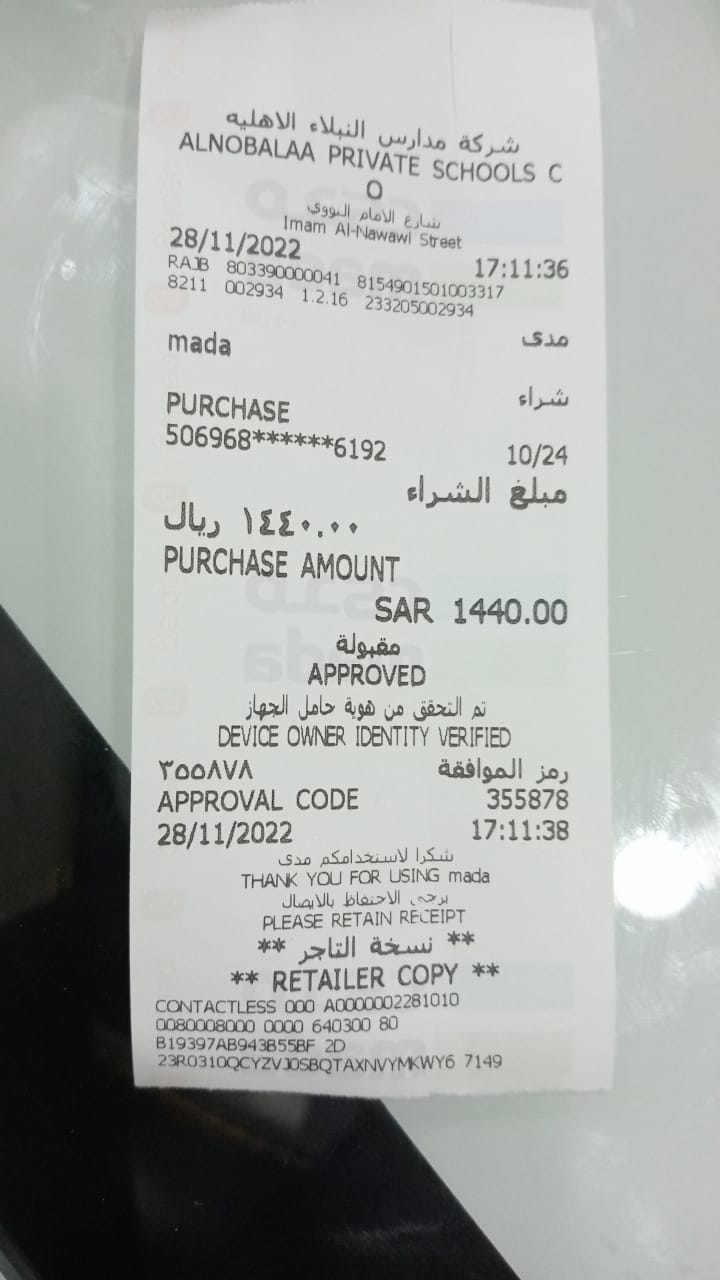 شركة مدارس النبلاء الاهليه
ALNOBALAA PRIVATE SCHOOLS C
O
شارع الامام النووي
Imam Al-Nawawi Street
28/11/2022 17:11:36
RAJB 803390000041 8154901501003317
8211 002934 1.2.16 233205002934
mada مدى
شراء
PURCHASE
506968******6192 10/24
مبلغ الشراء
١٤٤٠.٠٠ ريال
PURCHASE AMOUNT
SAR 1440.00
مقبولة
APPROVED
تم التحقق من هوية حامل الجهاز
DEVICE OWNER IDENTITY VERIFIED
رمز الموافقة ٣٥٥٨٧٨
APPROVAL CODE 355878
28/11/2022 17:11:38
شكرا لاستخدامكم مدى
THANK YOU FOR USING mada
يرجى الاحتفاظ بالايصال
PLEASE RETAIN RECEIPT
** نسخة التاجر **
** RETAILER COPY **
CONTACTLESS 000 A0000002281010
0080008000 0000 640300 80
B19397AB943B55BF 2D
23R0310QCYZVJ0SBQTAXNVYMKWY6 7149